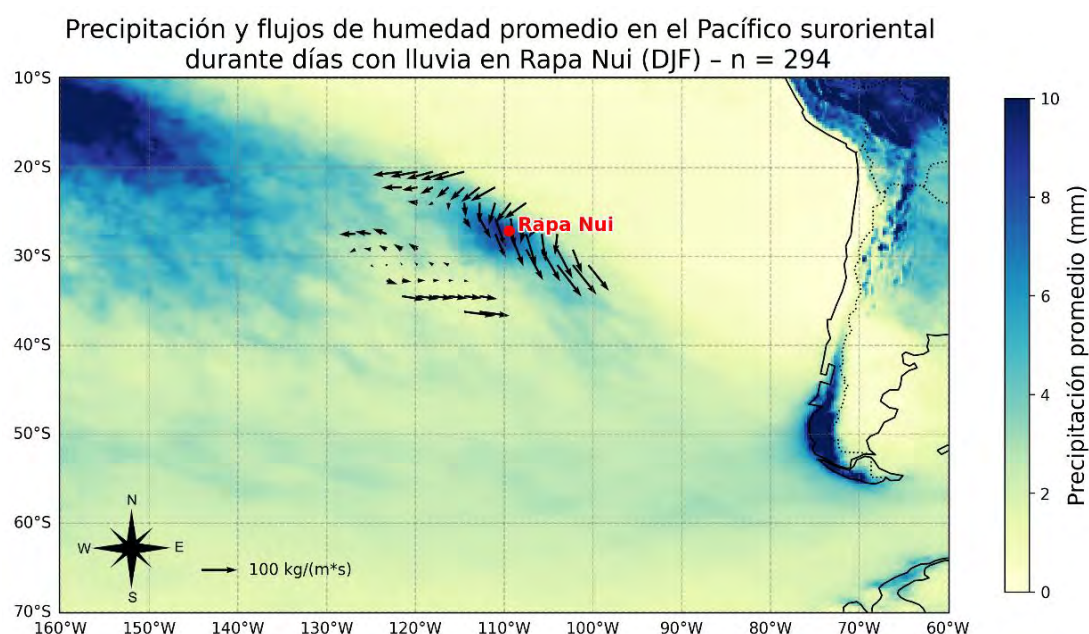 Precipitación y flujos de humedad promedio en el Pacífico suroriental
durante días con lluvia en Rapa Nui (DJF) – n = 294
10°S
20°S
30°S
40°S
50°S
60°S
70°S
160°W 150°W 140°W 130°W 120°W 110°W 100°W 90°W 80°W 70°W 60°W
Rapa Nui
N
W E
S
100 kg/(m*s)
10
8
6
4
2
0
Precipitación promedio (mm)